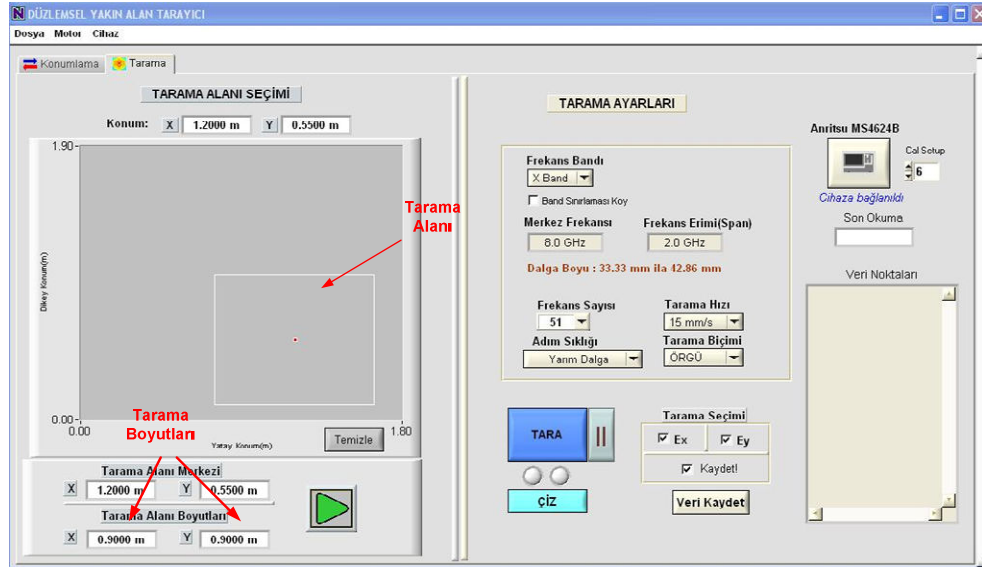 DÜZLEMSEL YAKIN ALAN TARAYICI
Dosya Motor Cihaz
Konumlama Tarama
TARAMA ALANI SEÇİMİ
Konum: X 1.2000 m Y 0.5500 m
1.90
Dikey Konum(m)
Tarama
Alanı
0.00
0.00
1.80
Yatay Konum(m)
Temizle
Tarama
Boyutları
Tarama Alanı Merkezi
X 1.2000 m Y 0.5500 m
Tarama Alanı Boyutları
X 0.9000 m Y 0.9000 m
TARAMA AYARLARI
Frekans Bandı
X Band
Band Sınırlaması Koy
Merkez Frekansı Frekans Erimi(Span)
8.0 GHz 2.0 GHz
Dalga Boyu : 33.33 mm ila 42.86 mm
Frekans Sayısı Tarama Hızı
51 15 mm/s
Adım Sıklığı Tarama Biçimi
Yarım Dalga ÖRGÜ
TARA
ÇİZ
Tarama Seçimi
Ex Ey
Kaydet!
Veri Kaydet
Anritsu MS4624B
Cal Setup
6
Cihaza bağlanıldı
Son Okuma
Veri Noktaları